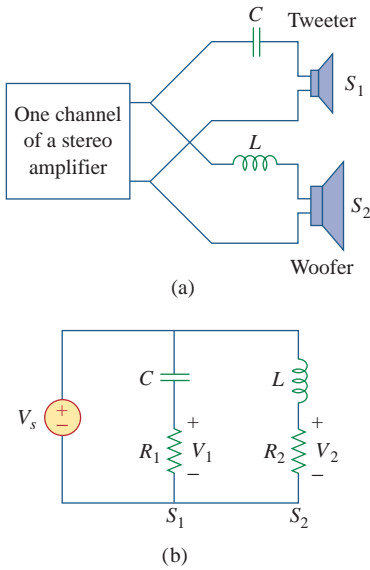 C
Tweeter
S₁
One channel
of a stereo
amplifier
L
S₂
Woofer
(a)
C
L
Vₛ
+
−
R₁
+
V₁
−
R₂
+
V₂
−
S₁
S₂
(b)